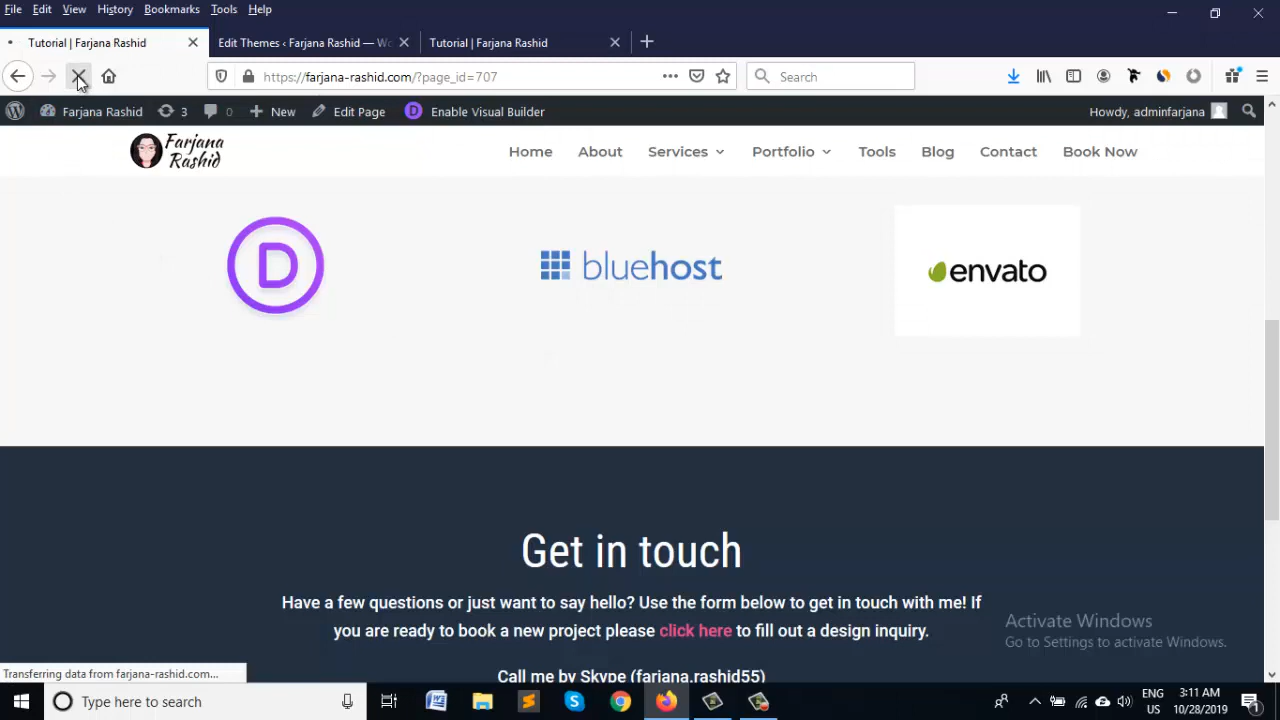 File Edit View History Bookmarks Tools Help
Tutorial | Farjana Rashid
Edit Themes ‹ Farjana Rashid — Wo
Tutorial | Farjana Rashid
https://farjana-rashid.com/?page_id=707
Search
Farjana Rashid 3 0 New Edit Page Enable Visual Builder Howdy, adminfarjana
Farjana
Rashid
Home About Services Portfolio Tools Blog Contact Book Now
D
bluehost
envato
Get in touch
Have a few questions or just want to say hello? Use the form below to get in touch with me! If
you are ready to book a new project please click here to fill out a design inquiry.
Activate Windows
Go to Settings to activate Windows.
Transferring data from farjana-rashid.com...
Call me by Skype (farjana.rashid55)
Type here to search
ENG
US
3:11 AM
10/28/2019
1